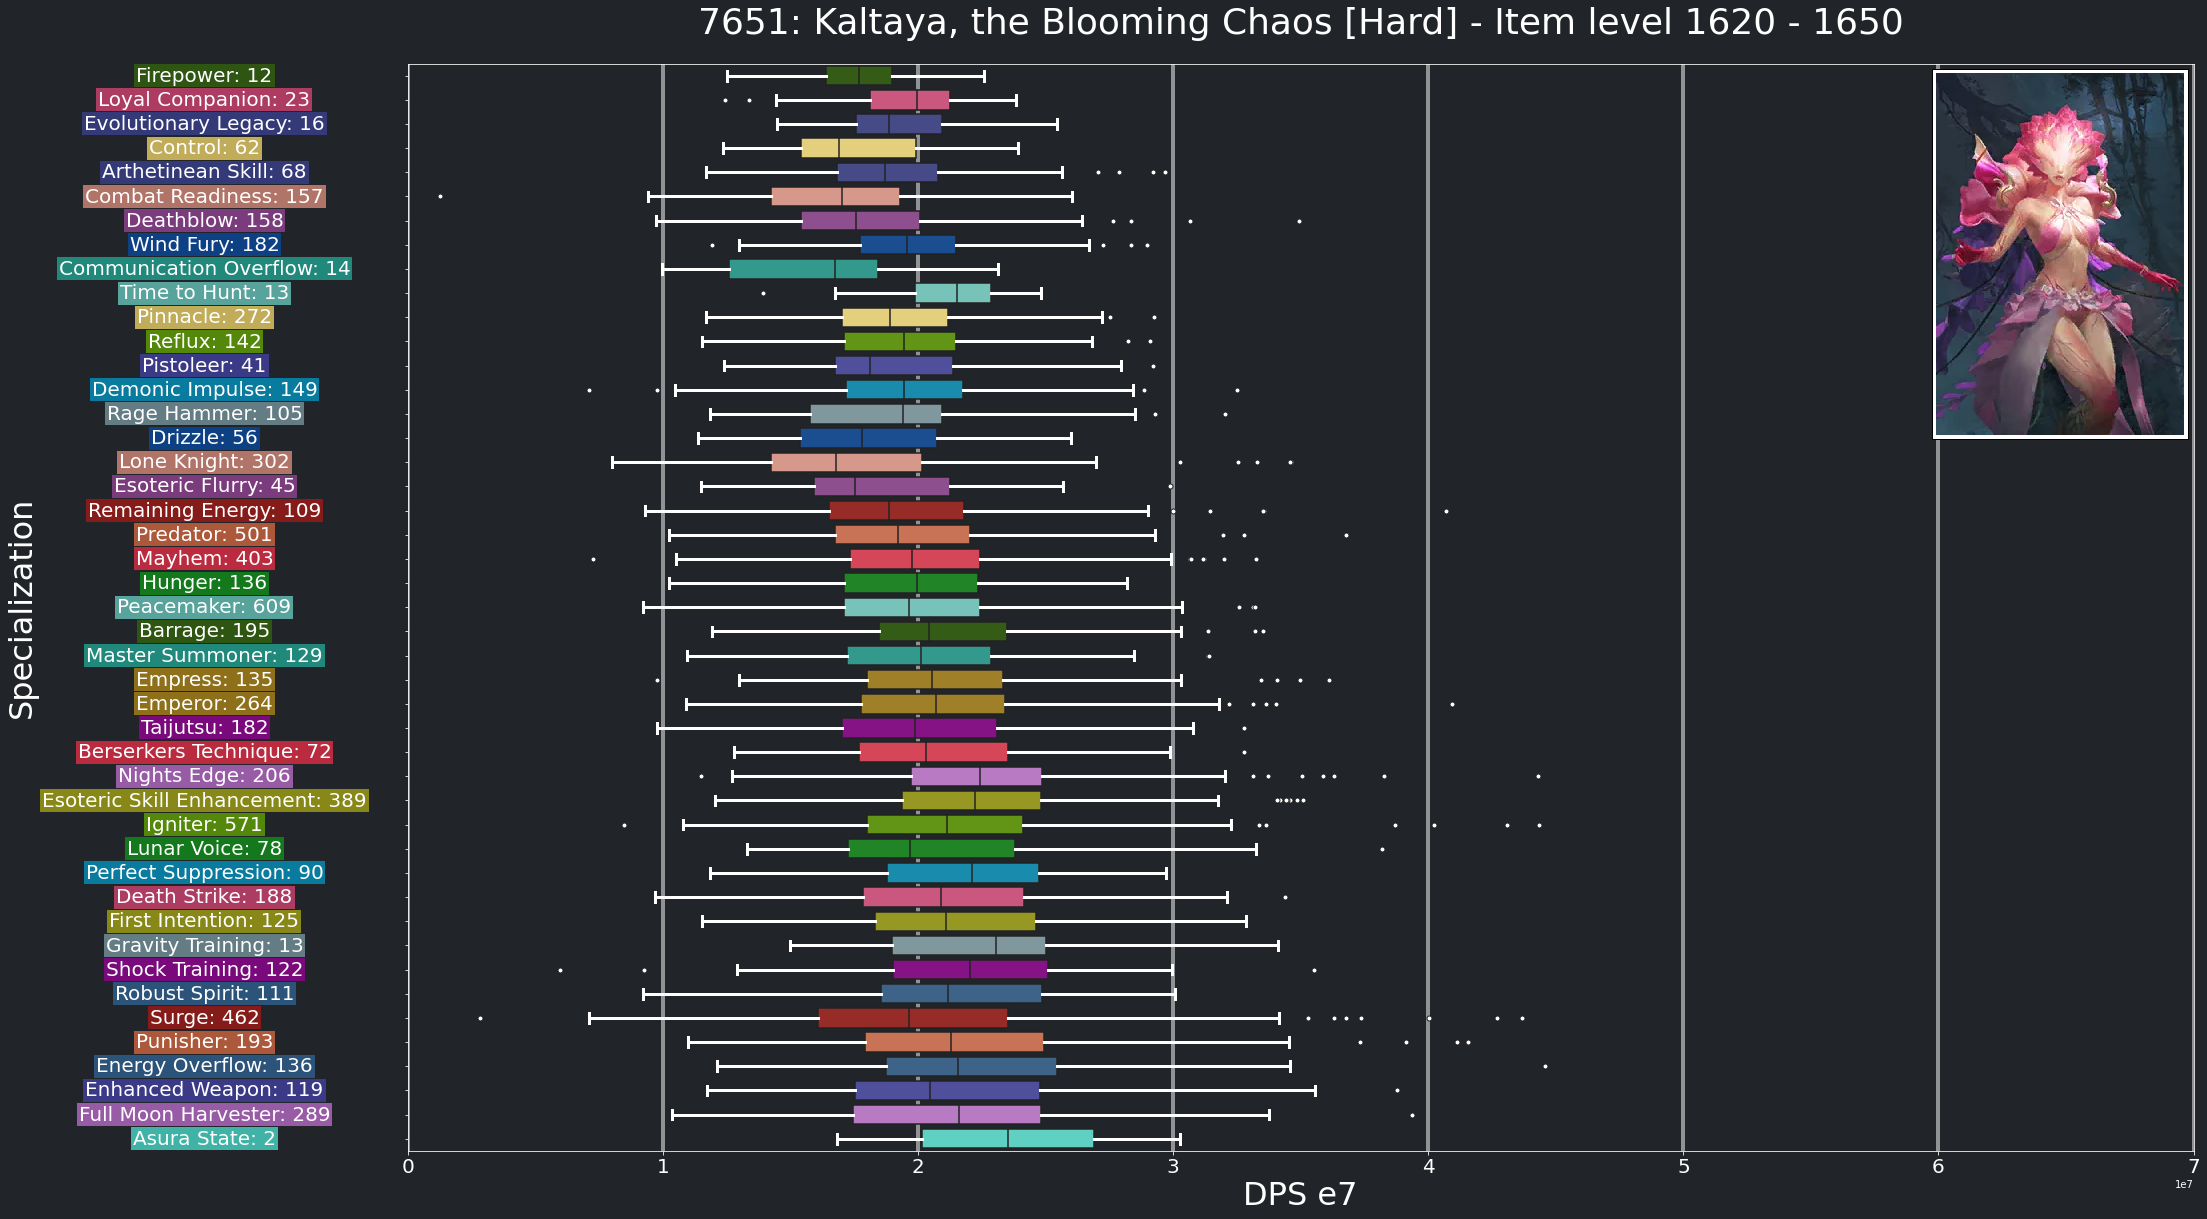 7651: Kaltaya, the Blooming Chaos [Hard] - Item level 1620 - 1650
Specialization
Firepower: 12
Loyal Companion: 23
Evolutionary Legacy: 16
Control: 62
Arthetinean Skill: 68
Combat Readiness: 157
Deathblow: 158
Wind Fury: 182
Communication Overflow: 14
Time to Hunt: 13
Pinnacle: 272
Reflux: 142
Pistoleer: 41
Demonic Impulse: 149
Rage Hammer: 105
Drizzle: 56
Lone Knight: 302
Esoteric Flurry: 45
Remaining Energy: 109
Predator: 501
Mayhem: 403
Hunger: 136
Peacemaker: 609
Barrage: 195
Master Summoner: 129
Empress: 135
Emperor: 264
Taijutsu: 182
Berserkers Technique: 72
Nights Edge: 206
Esoteric Skill Enhancement: 389
Igniter: 571
Lunar Voice: 78
Perfect Suppression: 90
Death Strike: 188
First Intention: 125
Gravity Training: 13
Shock Training: 122
Robust Spirit: 111
Surge: 462
Punisher: 193
Energy Overflow: 136
Enhanced Weapon: 119
Full Moon Harvester: 289
Asura State: 2
0 1 2 3 4 5 6 7
1e7
DPS e7